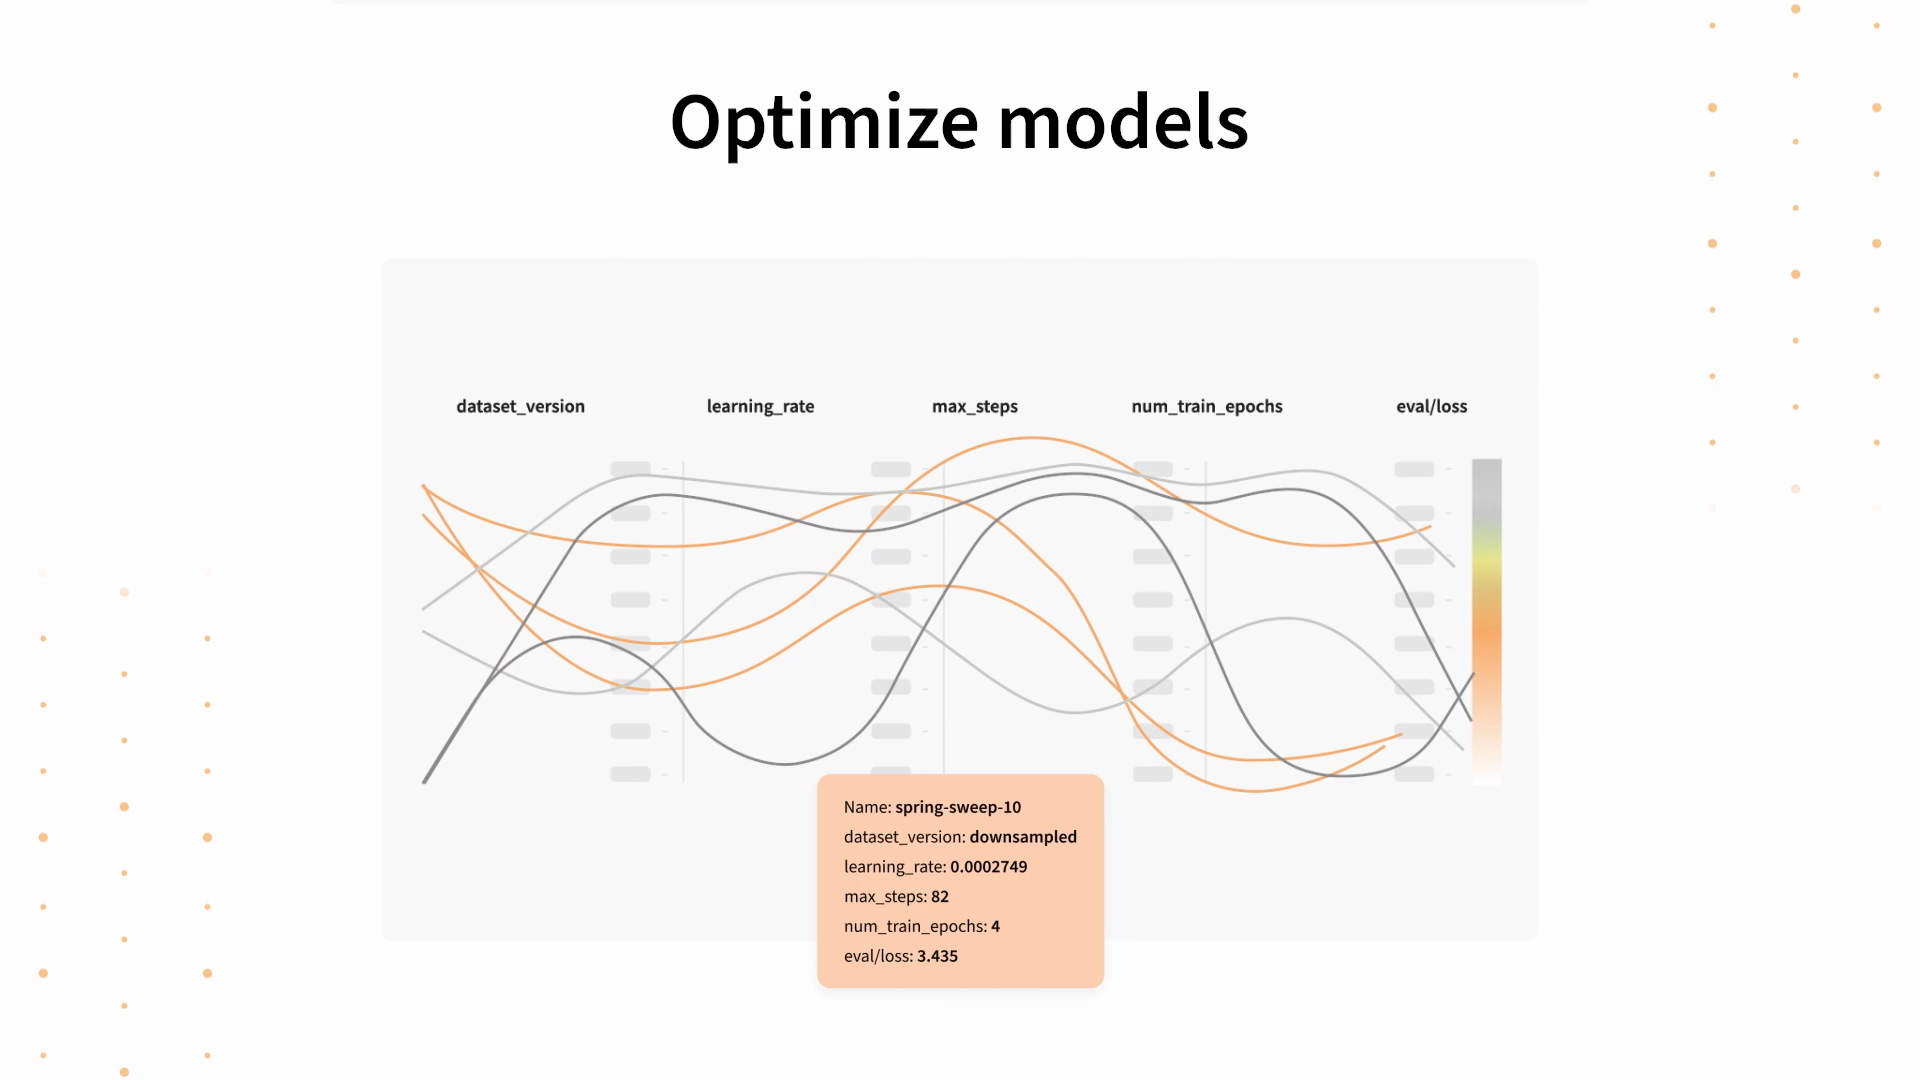 Optimize models
dataset_version learning_rate max_steps num_train_epochs eval/loss
Name: spring-sweep-10
dataset_version: downsampled
learning_rate: 0.0002749
max_steps: 82
num_train_epochs: 4
eval/loss: 3.435